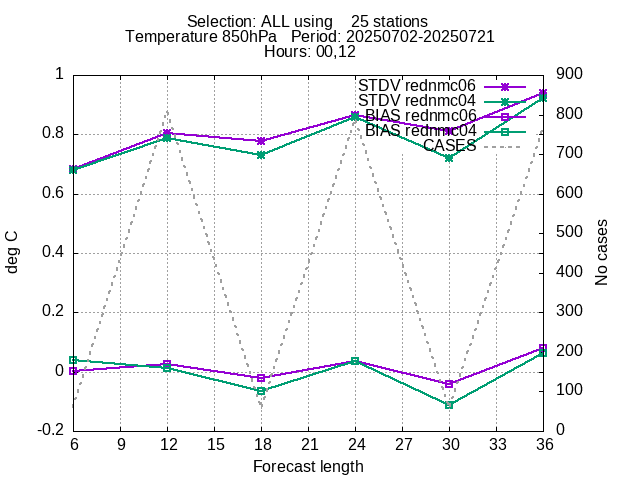 Selection: ALL using    25 stations
Temperature 850hPa   Period: 20250702-20250721
Hours: 00,12
STDV rednmc06
STDV rednmc04
BIAS rednmc06
BIAS rednmc04
CASES
deg C
1
0.8
0.6
0.4
0.2
0
-0.2
No cases
900
800
700
600
500
400
300
200
100
0
6 9 12 15 18 21 24 27 30 33 36
Forecast length